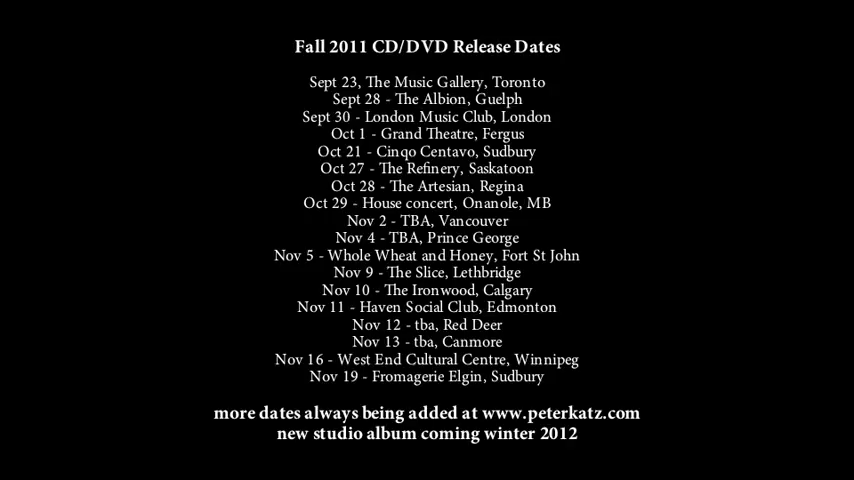 Fall 2011 CD/DVD Release Dates
Sept 23, The Music Gallery, Toronto
Sept 28 - The Albion, Guelph
Sept 30 - London Music Club, London
Oct 1 - Grand Theatre, Fergus
Oct 21 - Cinqo Centavo, Sudbury
Oct 27 - The Refinery, Saskatoon
Oct 28 - The Artesian, Regina
Oct 29 - House concert, Onanole, MB
Nov 2 - TBA, Vancouver
Nov 4 - TBA, Prince George
Nov 5 - Whole Wheat and Honey, Fort St John
Nov 9 - The Slice, Lethbridge
Nov 10 - The Ironwood, Calgary
Nov 11 - Haven Social Club, Edmonton
Nov 12 - tba, Red Deer
Nov 13 - tba, Canmore
Nov 16 - West End Cultural Centre, Winnipeg
Nov 19 - Fromagerie Elgin, Sudbury
more dates always being added at www.peterkatz.com
new studio album coming winter 2012